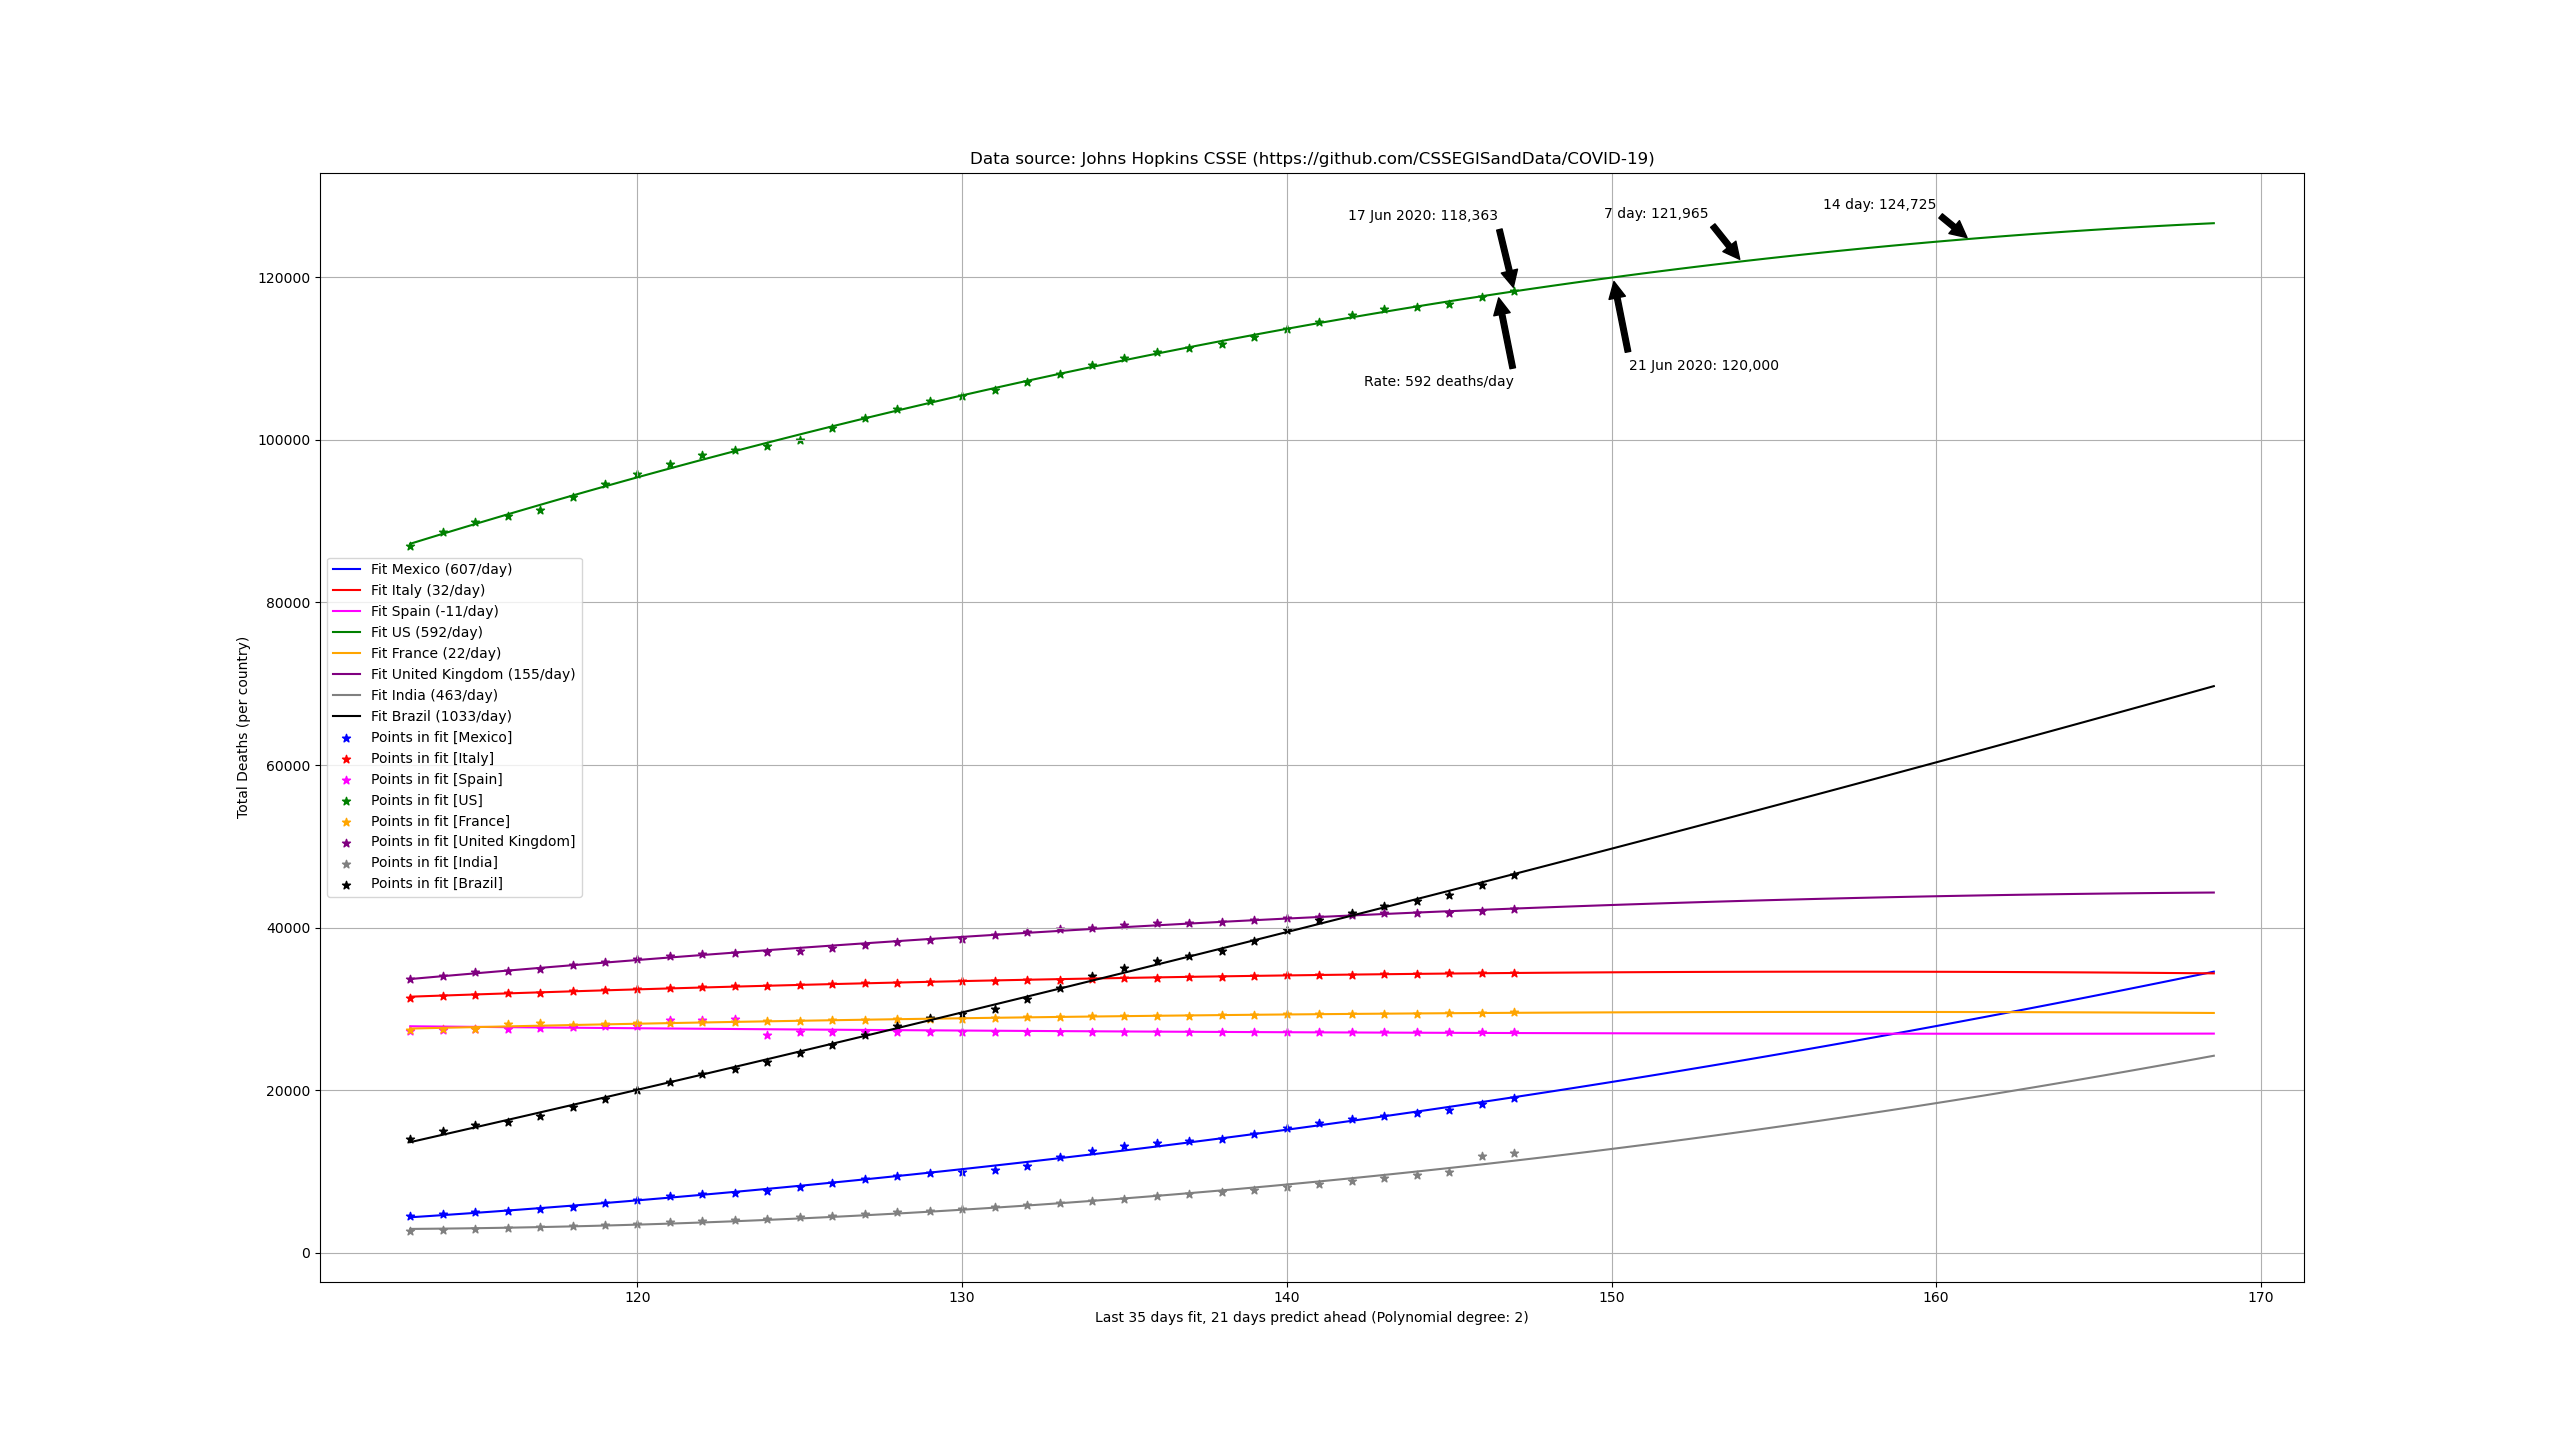 Data source: Johns Hopkins CSSE (https://github.com/CSSEGISandData/COVID-19)
17 Jun 2020: 118,363
7 day: 121,965
14 day: 124,725
Rate: 592 deaths/day
21 Jun 2020: 120,000
120000
100000
80000
60000
40000
20000
0
Total Deaths (per country)
Fit Mexico (607/day)
Fit Italy (32/day)
Fit Spain (-11/day)
Fit US (592/day)
Fit France (22/day)
Fit United Kingdom (155/day)
Fit India (463/day)
Fit Brazil (1033/day)
Points in fit [Mexico]
Points in fit [Italy]
Points in fit [Spain]
Points in fit [US]
Points in fit [France]
Points in fit [United Kingdom]
Points in fit [India]
Points in fit [Brazil]
120 130 140 150 160 170
Last 35 days fit, 21 days predict ahead (Polynomial degree: 2)